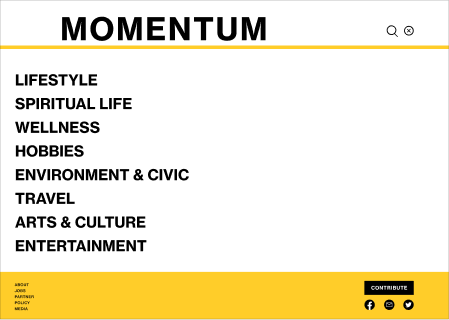 MOMENTUM
LIFESTYLE
SPIRITUAL LIFE
WELLNESS
HOBBIES
ENVIRONMENT & CIVIC
TRAVEL
ARTS & CULTURE
ENTERTAINMENT
ABOUT
JOBS
PARTNER
POLICY
MEDIA
CONTRIBUTE